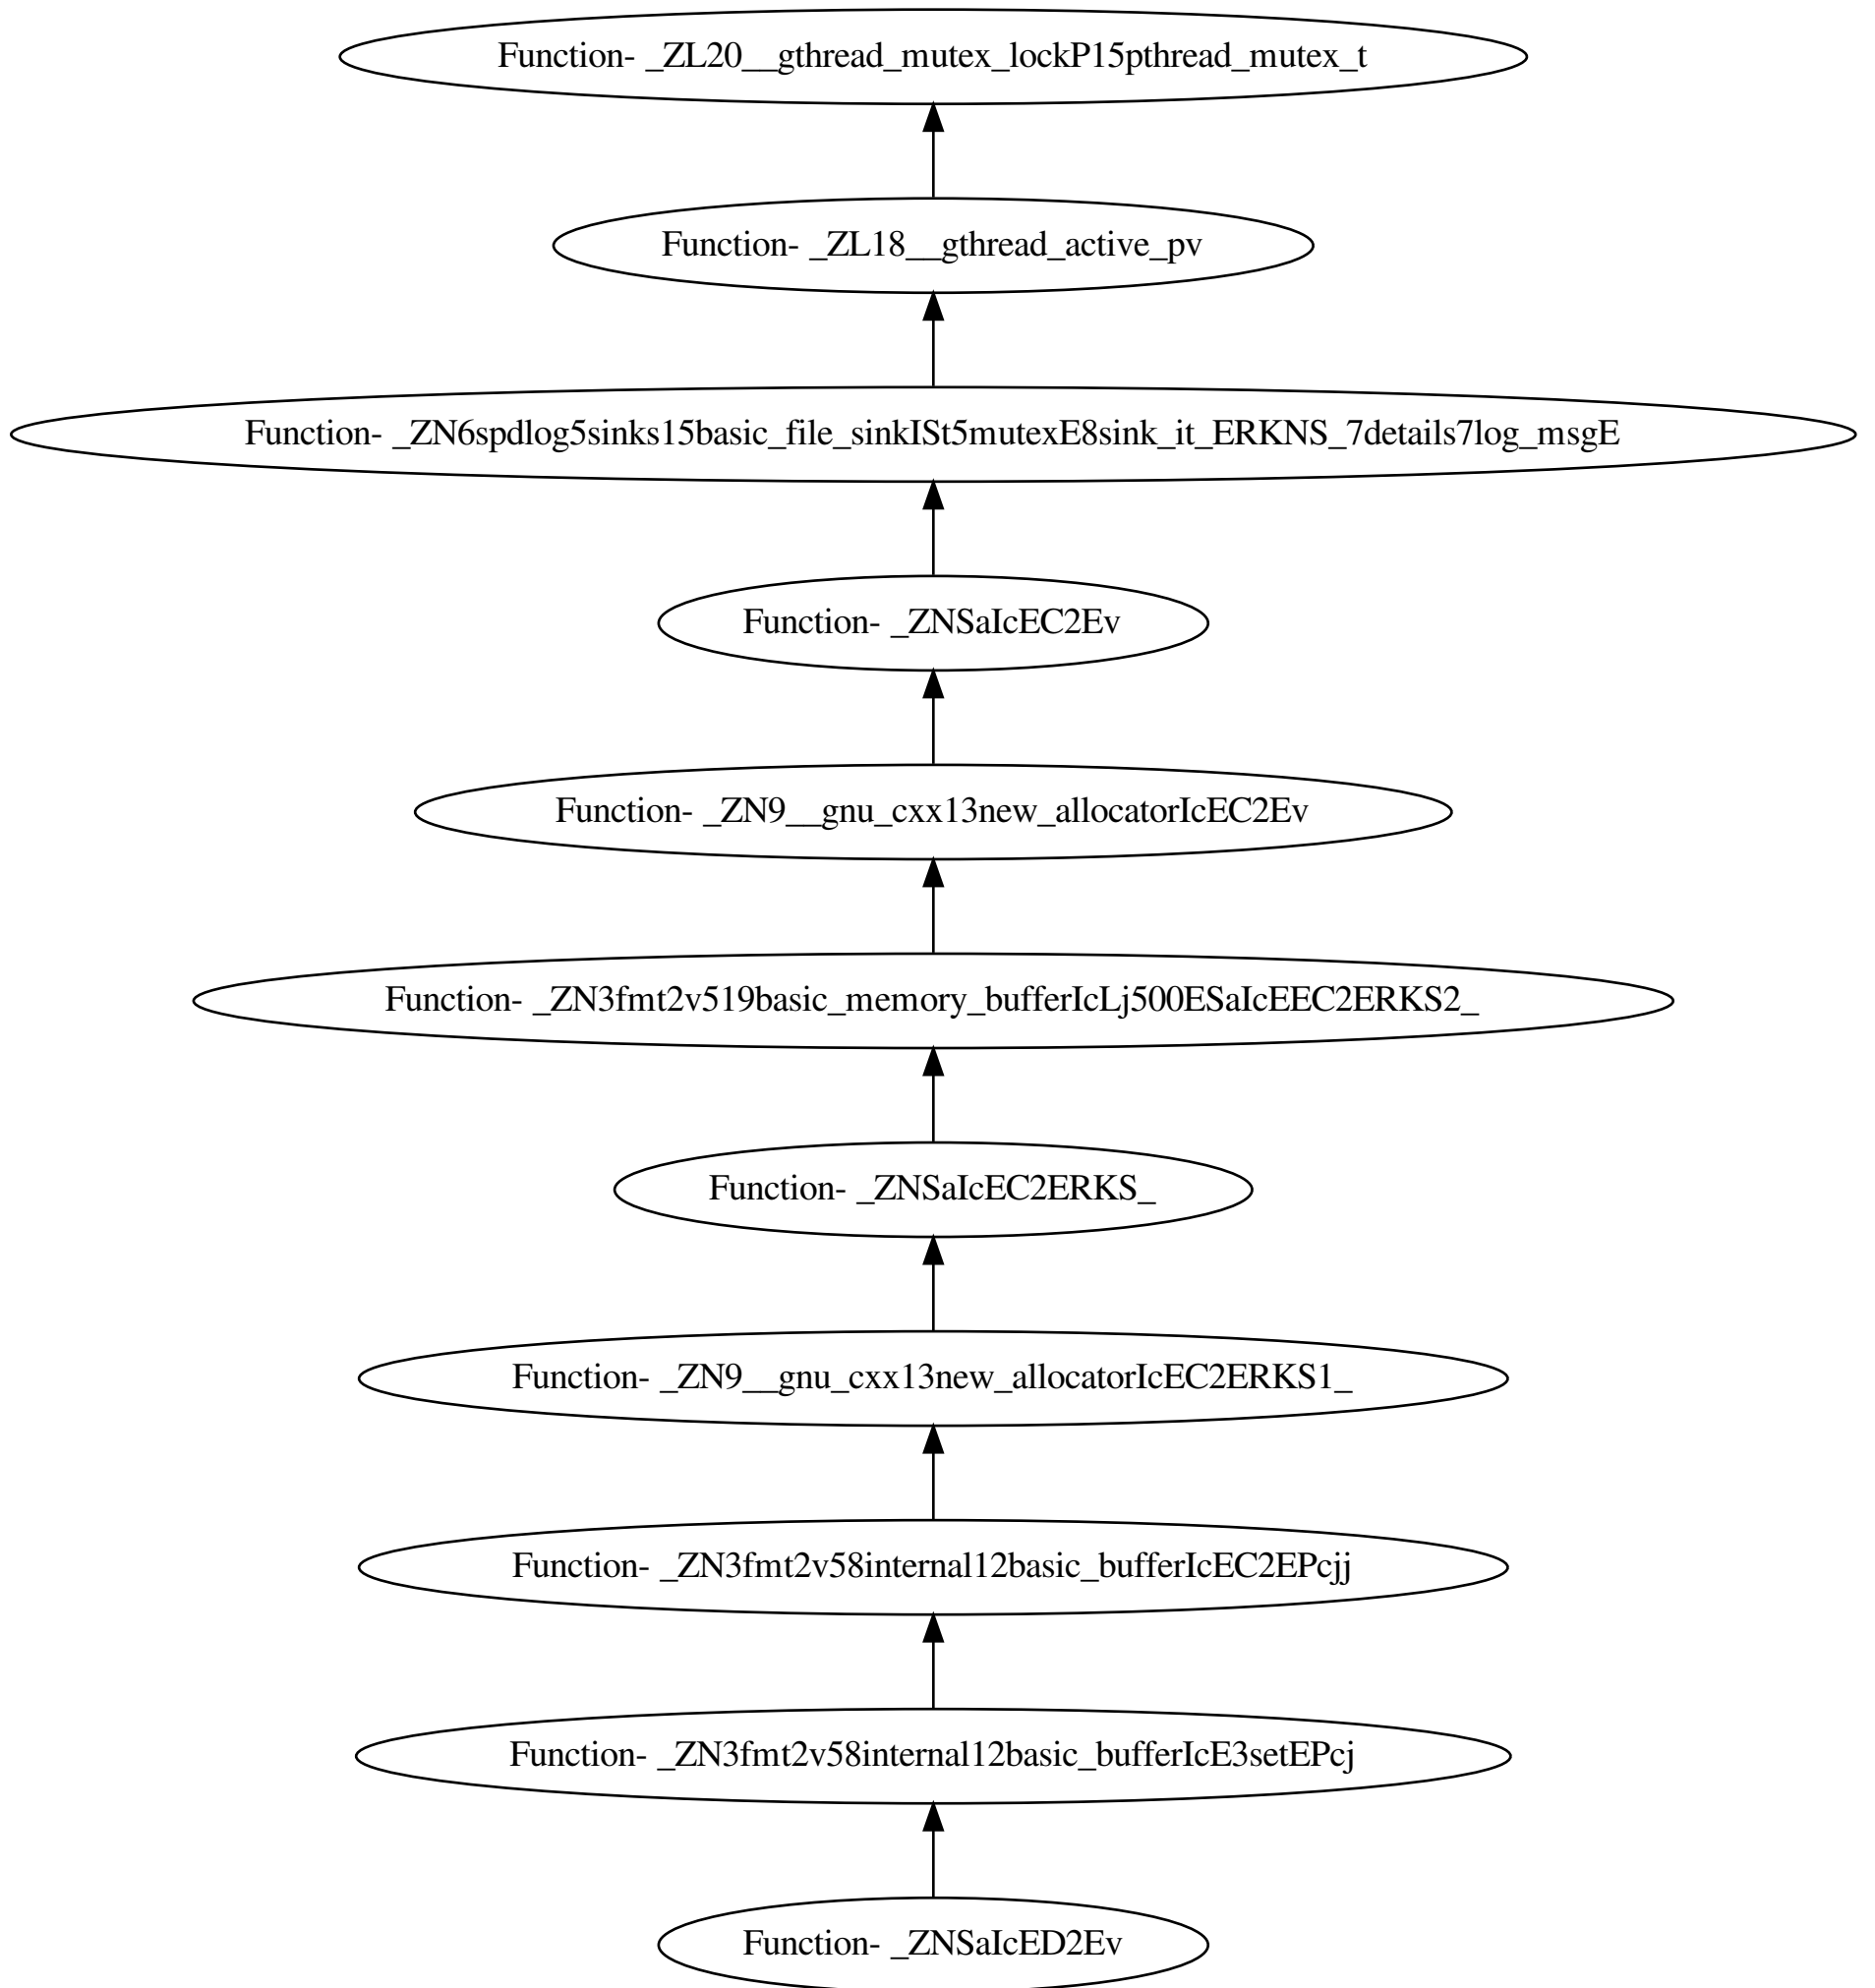 Function- _ZL20__gthread_mutex_lockP15pthread_mutex_t
Function- _ZL18__gthread_active_pv
Function- _ZN6spdlog5sinks15basic_file_sinkISt5mutexE8sink_it_ERKNS_7details7log_msgE
Function- _ZNSaIcEC2Ev
Function- _ZN9__gnu_cxx13new_allocatorIcEC2Ev
Function- _ZN3fmt2v519basic_memory_bufferIcLj500ESaIcEEC2ERKS2_
Function- _ZNSaIcEC2ERKS_
Function- _ZN9__gnu_cxx13new_allocatorIcEC2ERKS1_
Function- _ZN3fmt2v58internal12basic_bufferIcEC2EPcjj
Function- _ZN3fmt2v58internal12basic_bufferIcE3setEPcj
Function- _ZNSaIcED2Ev